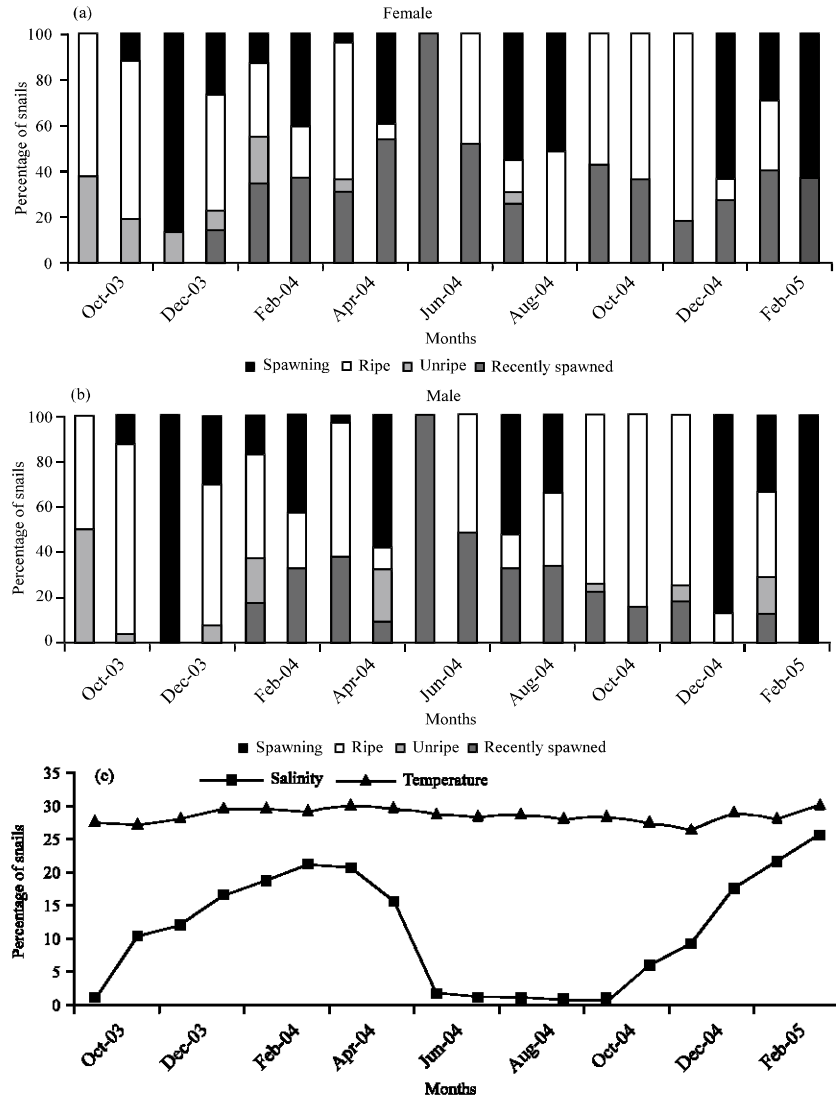 (a) Female
Percentage of snails
100
80
60
40
20
0
Oct-03 Dec-03 Feb-04 Apr-04 Jun-04 Aug-04 Oct-04 Dec-04 Feb-05
Months
Spawning Ripe Unripe Recently spawned
(b) Male
Percentage of snails
100
80
60
40
20
0
Oct-03 Dec-03 Feb-04 Apr-04 Jun-04 Aug-04 Oct-04 Dec-04 Feb-05
Months
Spawning Ripe Unripe Recently spawned
(c) Salinity Temperature
Percentage of snails
35
30
25
20
15
10
5
0
Oct-03 Dec-03 Feb-04 Apr-04 Jun-04 Aug-04 Oct-04 Dec-04 Feb-05
Months